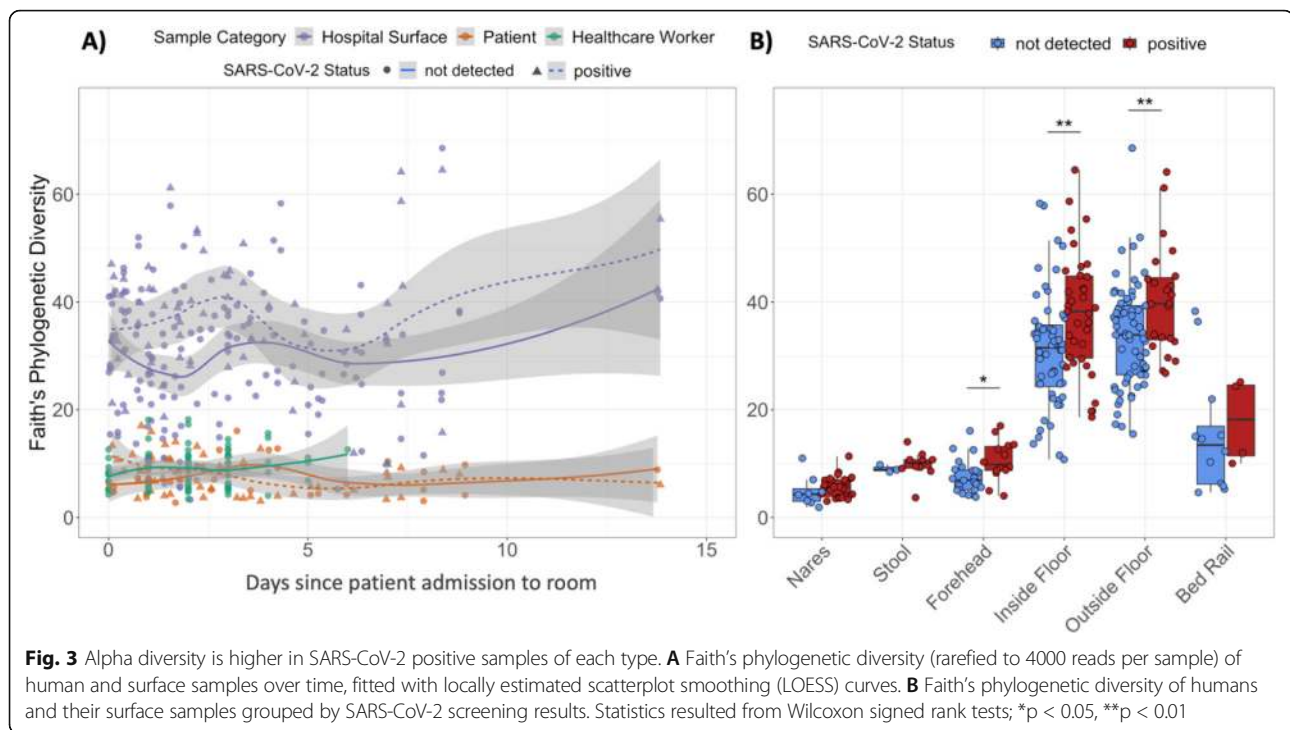 A)
Sample Category Hospital Surface Patient Healthcare Worker
SARS-CoV-2 Status not detected positive
Faith's Phylogenetic Diversity
60
40
20
0
0 5 10 15
Days since patient admission to room
B)
SARS-CoV-2 Status not detected positive
**
**
*
60
40
20
0
Nares
Stool
Forehead
Inside Floor
Outside Floor
Bed Rail
Fig. 3 Alpha diversity is higher in SARS-CoV-2 positive samples of each type. A Faith's phylogenetic diversity (rarefied to 4000 reads per sample) of
human and surface samples over time, fitted with locally estimated scatterplot smoothing (LOESS) curves. B Faith's phylogenetic diversity of humans
and their surface samples grouped by SARS-CoV-2 screening results. Statistics resulted from Wilcoxon signed rank tests; *p < 0.05, **p < 0.01